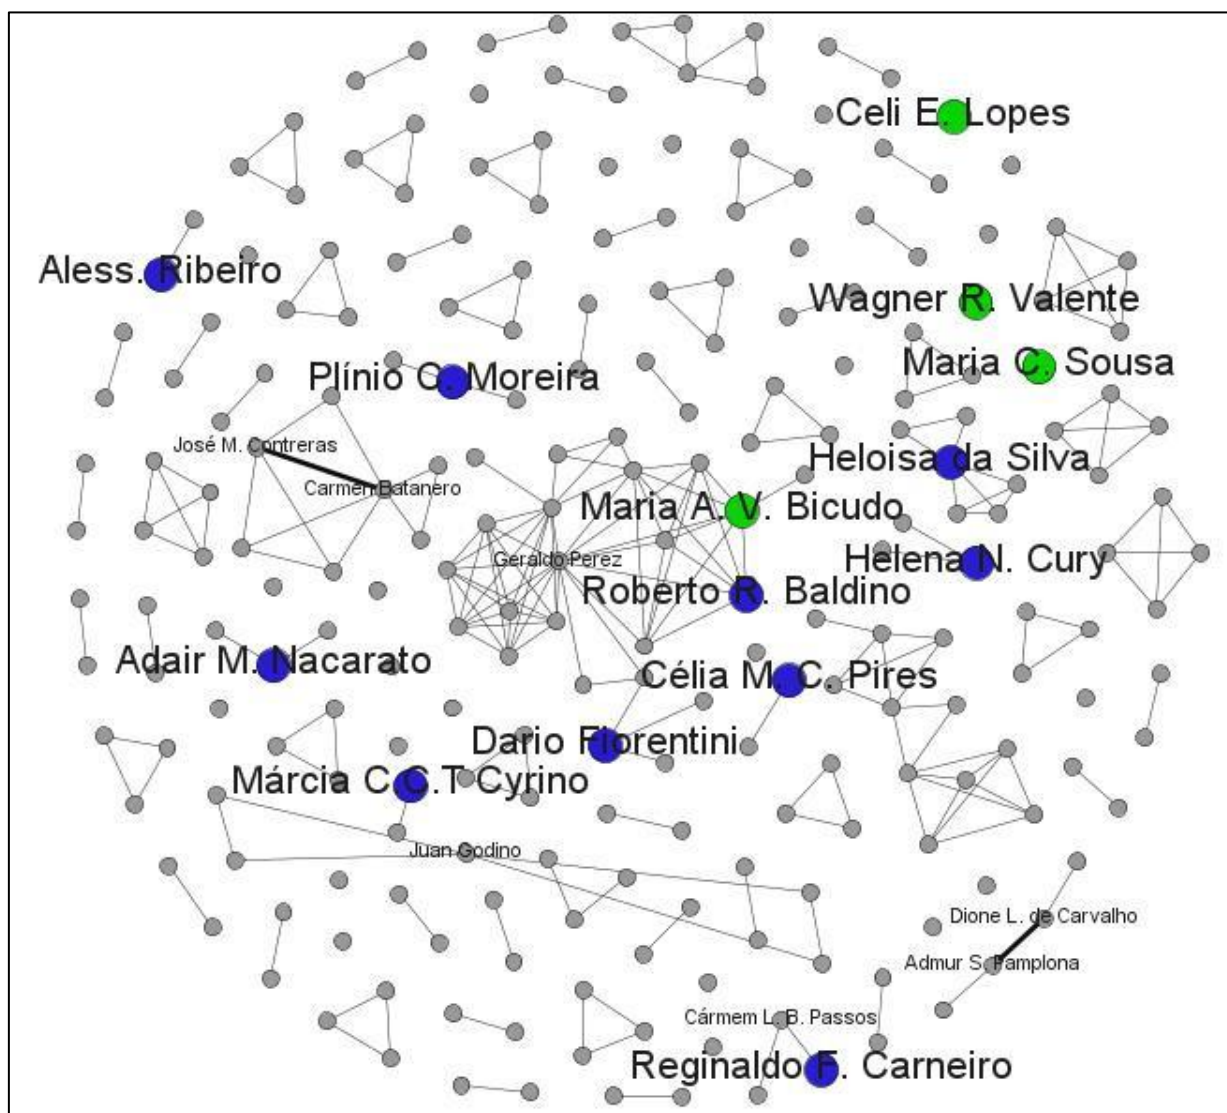 Celi E. Lopes
Aless. Ribeiro
Wagner R. Valente
Maria C. Sousa
Plínio C. Moreira
José M. Contreras
Heloisa da Silva
Carmen Batanero
Maria A. V. Bicudo
Geraldo Perez
Helena N. Cury
Roberto R. Baldino
Adair M. Nacarato
Célia M. C. Pires
Dario Fiorentini
Márcia C.C.T Cyrino
Juan Godino
Dione L. de Carvalho
Admur S. Pamplona
Cármem L. B. Passos
Reginaldo F. Carneiro